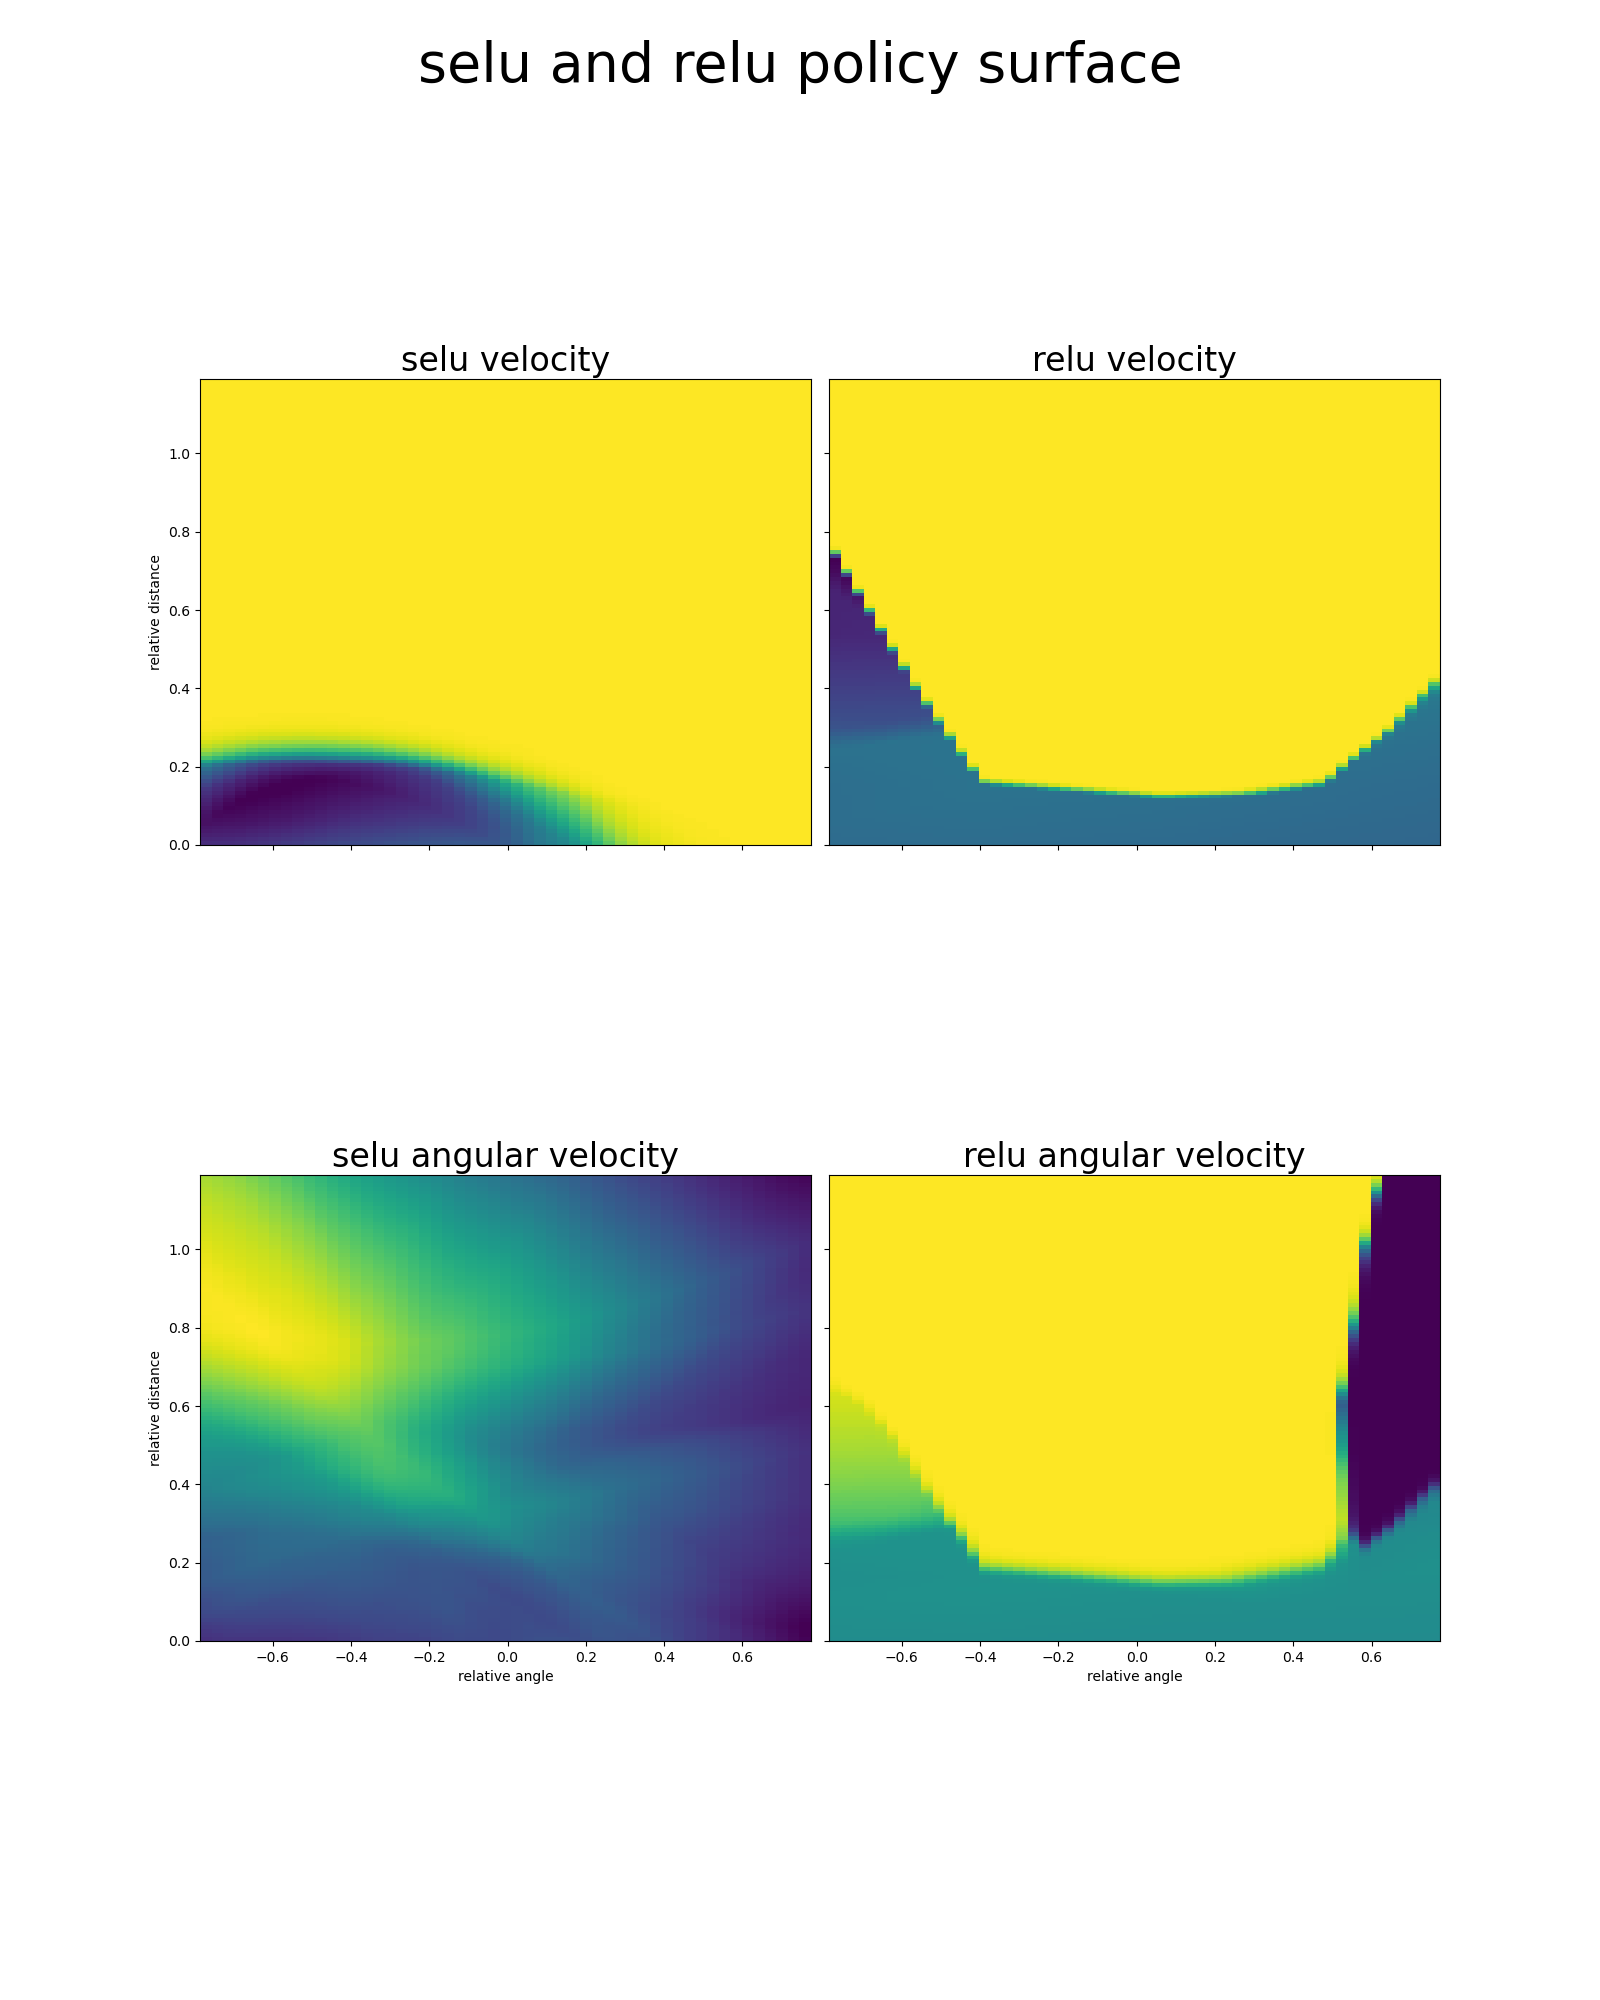 selu and relu policy surface
selu velocity
relu velocity
relative distance
1.0
0.8
0.6
0.4
0.2
0.0
selu angular velocity
relu angular velocity
relative distance
1.0
0.8
0.6
0.4
0.2
0.0
−0.6 −0.4 −0.2 0.0 0.2 0.4 0.6
relative angle
−0.6 −0.4 −0.2 0.0 0.2 0.4 0.6
relative angle